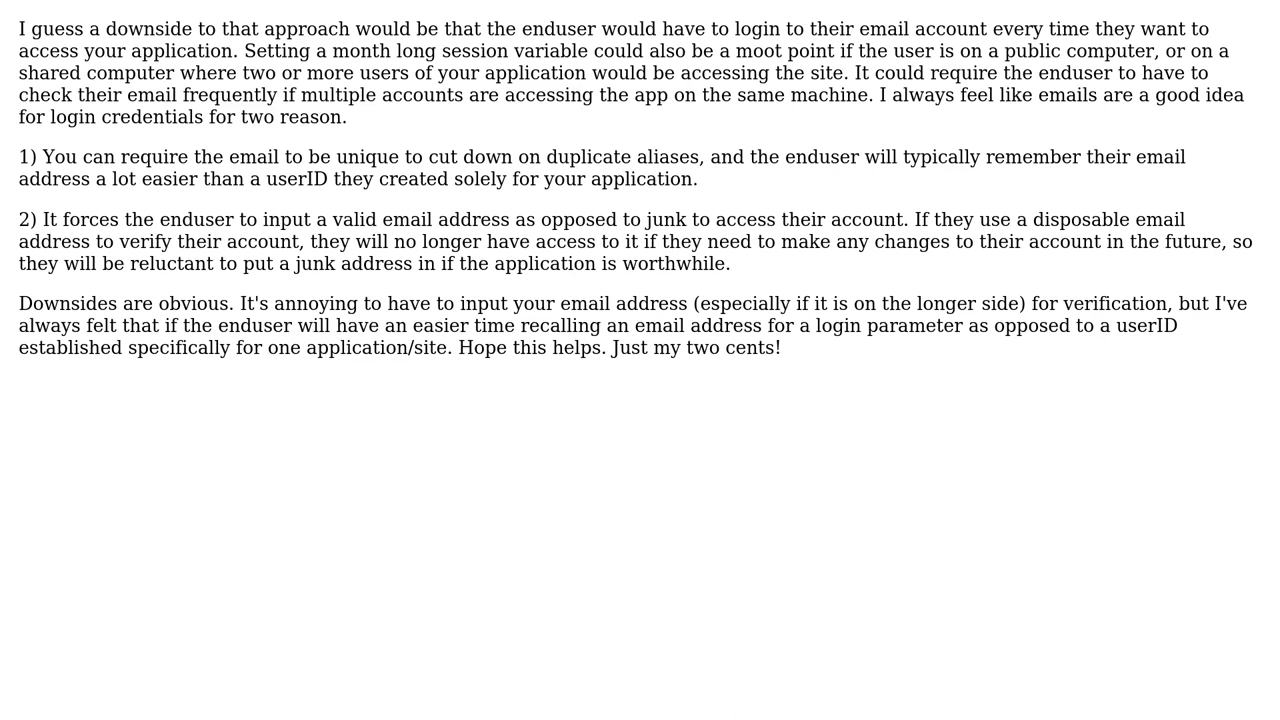 I guess a downside to that approach would be that the enduser would have to login to their email account every time they want to
access your application. Setting a month long session variable could also be a moot point if the user is on a public computer, or on a
shared computer where two or more users of your application would be accessing the site. It could require the enduser to have to
check their email frequently if multiple accounts are accessing the app on the same machine. I always feel like emails are a good idea
for login credentials for two reason.
1) You can require the email to be unique to cut down on duplicate aliases, and the enduser will typically remember their email
address a lot easier than a userID they created solely for your application.
2) It forces the enduser to input a valid email address as opposed to junk to access their account. If they use a disposable email
address to verify their account, they will no longer have access to it if they need to make any changes to their account in the future, so
they will be reluctant to put a junk address in if the application is worthwhile.
Downsides are obvious. It's annoying to have to input your email address (especially if it is on the longer side) for verification, but I've
always felt that if the enduser will have an easier time recalling an email address for a login parameter as opposed to a userID
established specifically for one application/site. Hope this helps. Just my two cents!